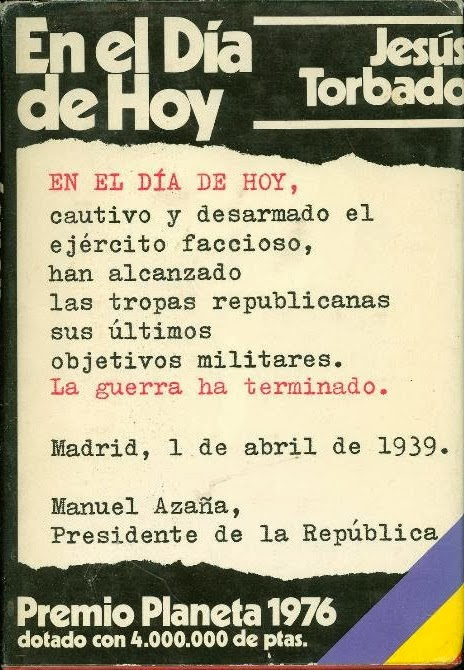 En el Día
de Hoy
Jesús
Torbado
EN EL DÍA DE HOY,
cautivo y desarmado el
ejército faccioso,
han alcanzado
las tropas republicanas
sus últimos
objetivos militares.
La guerra ha terminado.
Madrid, 1 de abril de 1939.
Manuel Azaña,
Presidente de la República
Premio Planeta 1976
dotado con 4.000.000 de ptas.